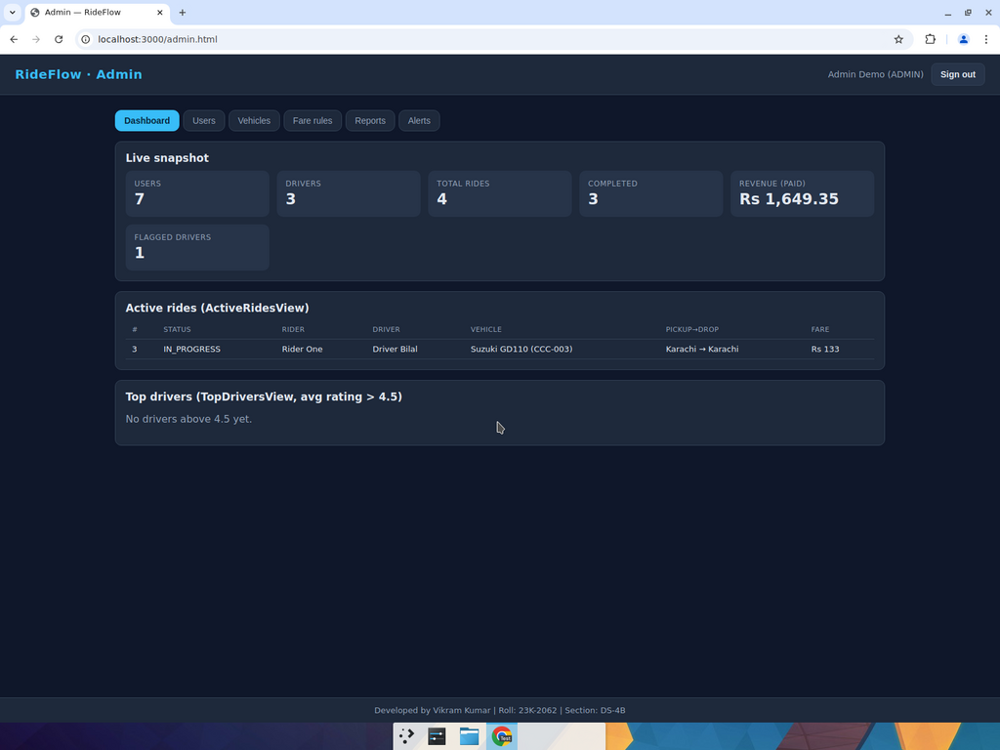 Admin — RideFlow
localhost:3000/admin.html
RideFlow · Admin
Admin Demo (ADMIN)
Sign out
Dashboard
Users
Vehicles
Fare rules
Reports
Alerts
Live snapshot
USERS
7
DRIVERS
3
TOTAL RIDES
4
COMPLETED
3
REVENUE (PAID)
Rs 1,649.35
FLAGGED DRIVERS
1
Active rides (ActiveRidesView)
# STATUS RIDER DRIVER VEHICLE PICKUP→DROP FARE
3 IN_PROGRESS Rider One Driver Bilal Suzuki GD110 (CCC-003) Karachi → Karachi Rs 133
Top drivers (TopDriversView, avg rating > 4.5)
No drivers above 4.5 yet.
Developed by Vikram Kumar | Roll: 23K-2062 | Section: DS-4B
Test